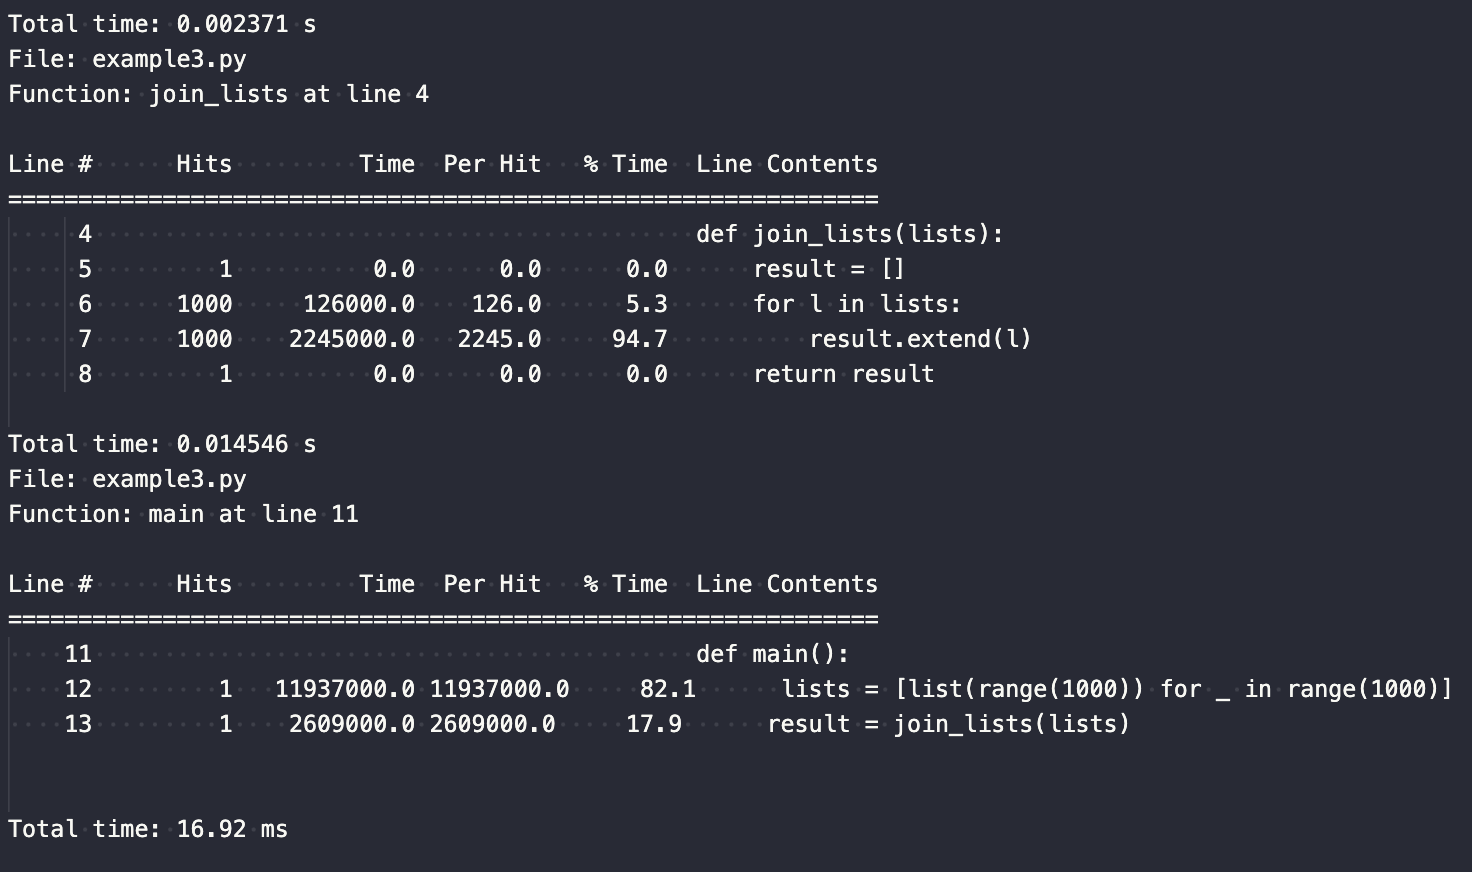 Total time: 0.002371 s
File: example3.py
Function: join_lists at line 4

Line #      Hits         Time  Per Hit   % Time  Line Contents
==============================================================
     4                                           def join_lists(lists):
     5         1          0.0      0.0      0.0      result = []
     6      1000     126000.0    126.0      5.3      for l in lists:
     7      1000    2245000.0   2245.0     94.7          result.extend(l)
     8         1          0.0      0.0      0.0      return result

Total time: 0.014546 s
File: example3.py
Function: main at line 11

Line #      Hits         Time  Per Hit   % Time  Line Contents
==============================================================
    11                                           def main():
    12         1   11937000.0 11937000.0     82.1      lists = [list(range(1000)) for _ in range(1000)]
    13         1    2609000.0 2609000.0     17.9      result = join_lists(lists)

Total time: 16.92 ms